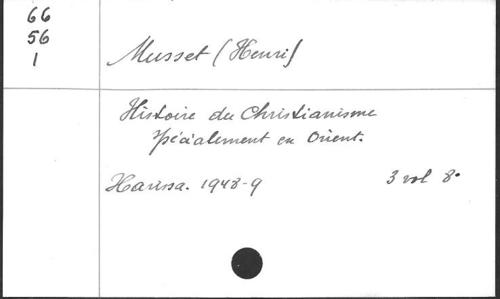 66
56
1
Musset (Henri)
Histoire du Christianisme
spécialement en Orient.
Harissa. 1948-9 3 vol 8°